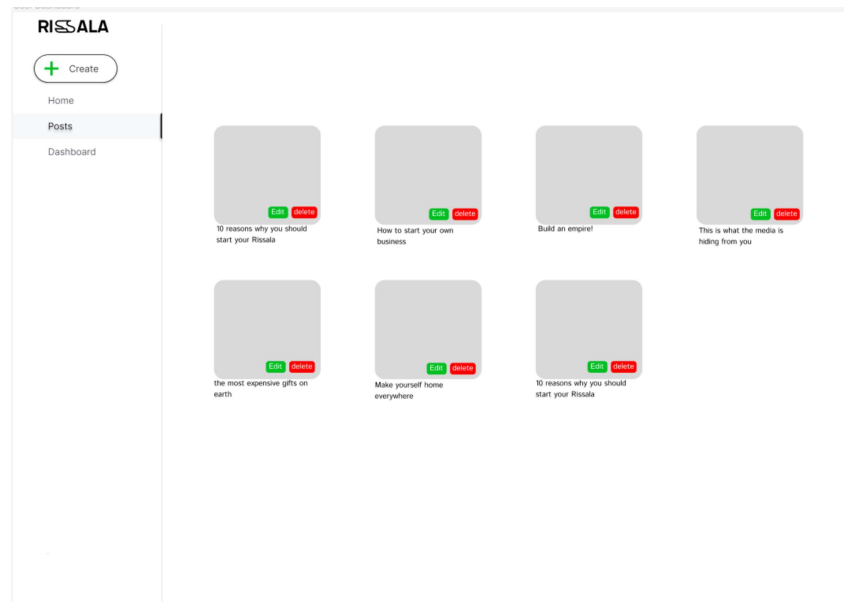 RISSALA
Create
Home
Posts
Dashboard
Edit delete
10 reasons why you should
start your Rissala
Edit delete
How to start your own
business
Edit delete
Build an empire!
Edit delete
This is what the media is
hiding from you
Edit delete
the most expensive gifts on
earth
Edit delete
Make yourself home
everywhere
Edit delete
10 reasons why you should
start your Rissala